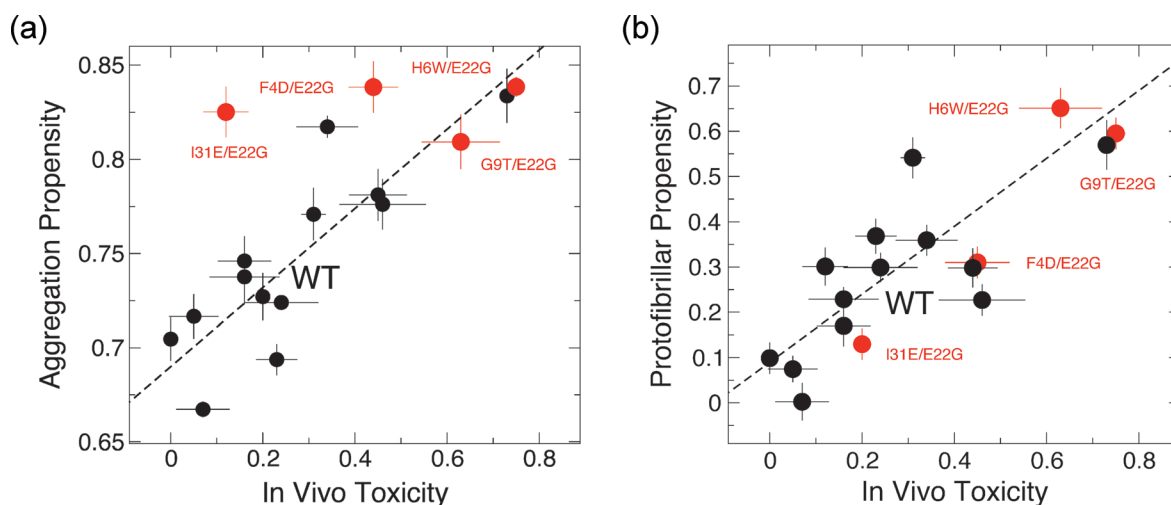 (a)
Aggregation Propensity
0.85
0.8
0.75
0.7
0.65
H6W/E22G
F4D/E22G
I31E/E22G
G9T/E22G
WT
0
0.2
0.4
0.6
0.8
In Vivo Toxicity
(b)
Protofibrillar Propensity
0.7
0.6
0.5
0.4
0.3
0.2
0.1
0
H6W/E22G
G9T/E22G
F4D/E22G
WT
I31E/E22G
0
0.2
0.4
0.6
0.8
In Vivo Toxicity